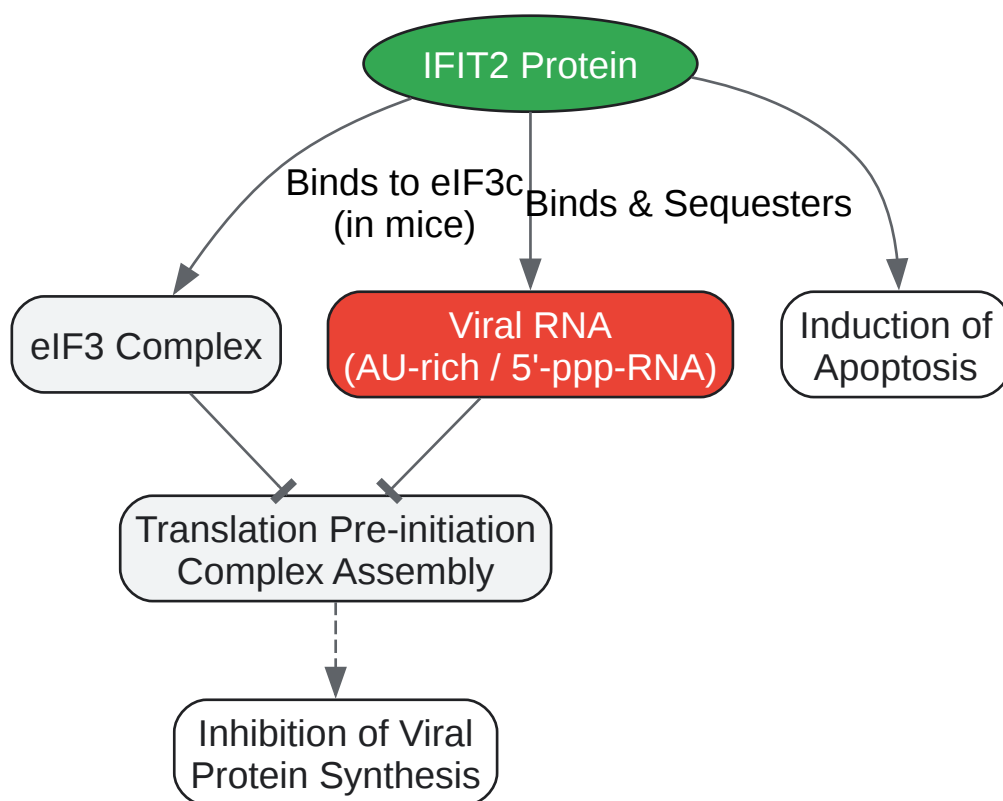 IFIT2 Protein
Binds to eIF3c
(in mice)
Binds & Sequesters
eIF3 Complex
Viral RNA
(AU-rich / 5'-ppp-RNA)
Induction of
Apoptosis
Translation Pre-initiation
Complex Assembly
Inhibition of Viral
Protein Synthesis